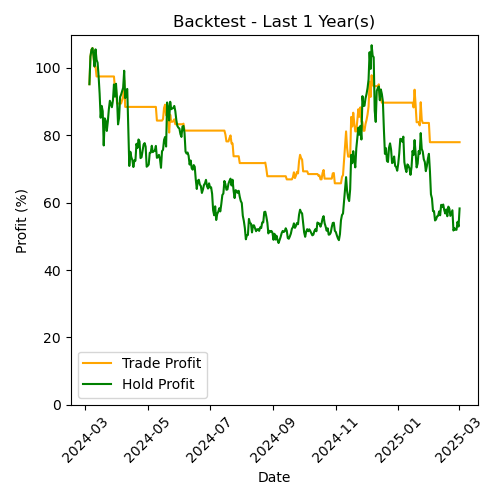 Backtest - Last 1 Year(s)
100
80
60
40
20
0
Profit (%)
Trade Profit
Hold Profit
2024-03
2024-05
2024-07
2024-09
2024-11
2025-01
2025-03
Date